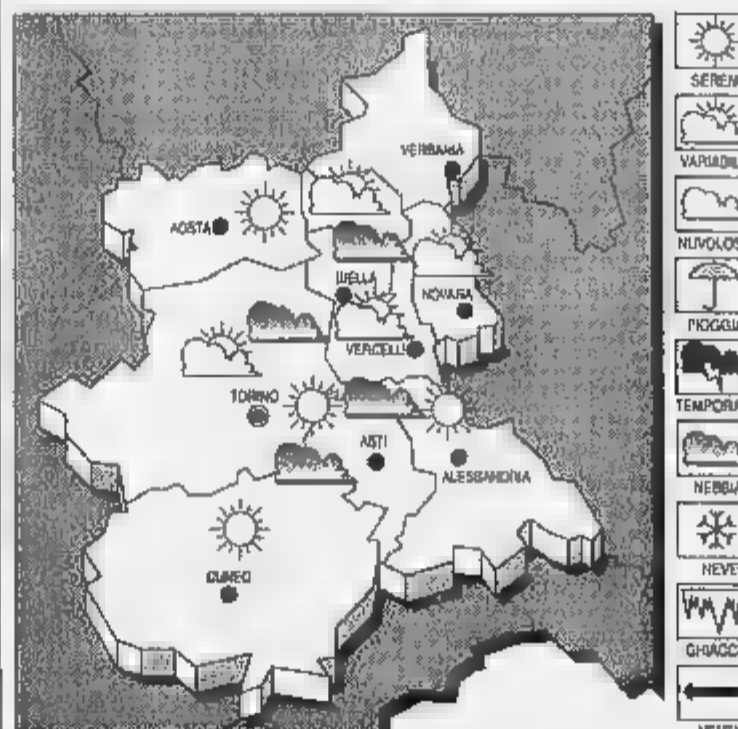 VERBANIA
AOSTA
BIELLA
NOVARA
VERCELLI
TORINO
ASTI
ALESSANDRIA
CUNEO
SEREN
VARIABIL
NUVOLOS
PIOGGIA
TEMPORA
NEBBIA
NEVE
GHIACC